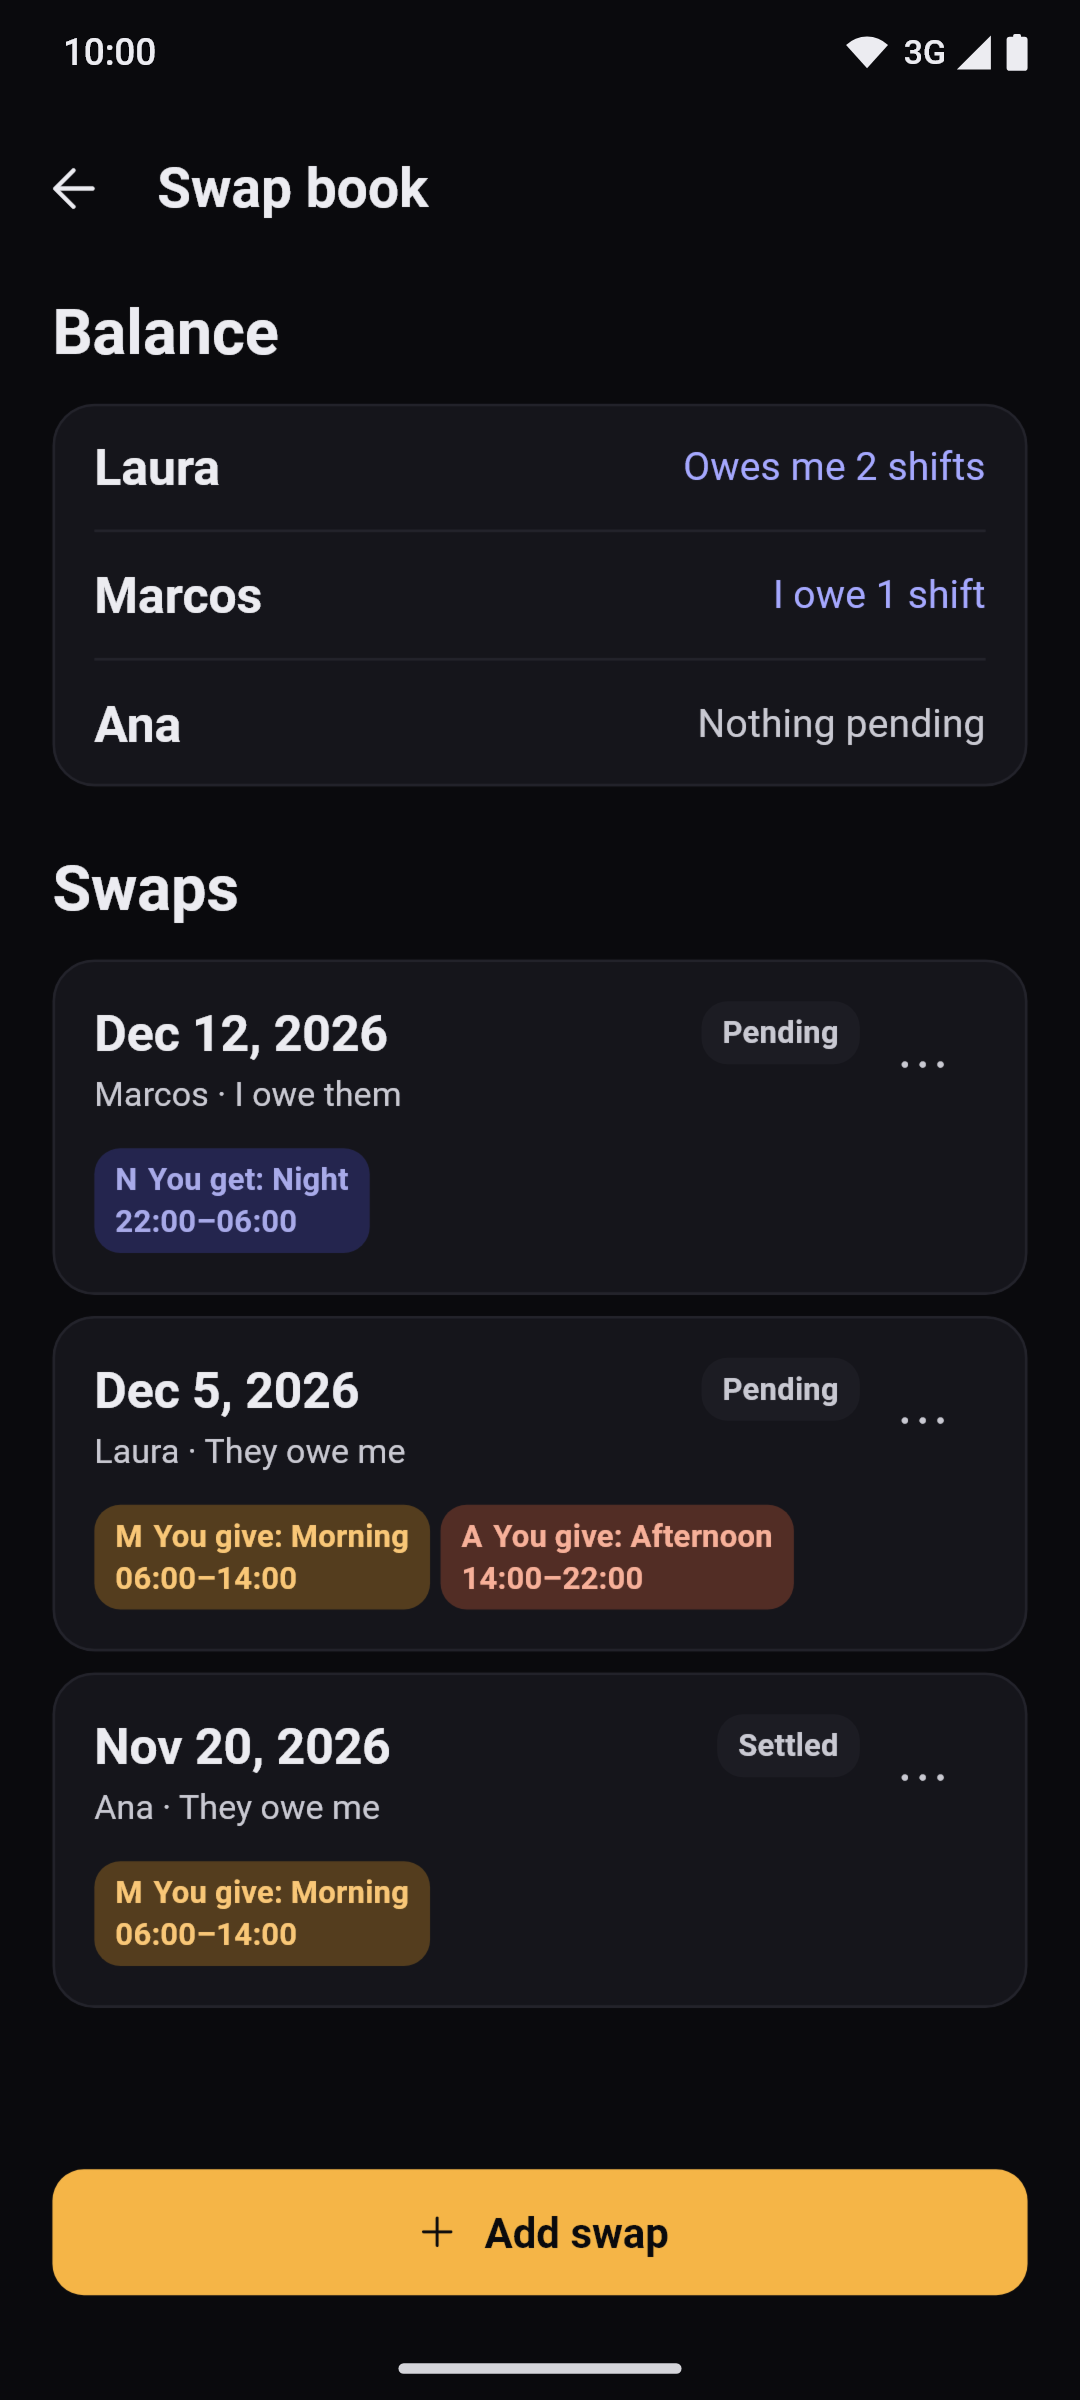 10:00
3G
Swap book
Balance
Laura
Owes me 2 shifts
Marcos
I owe 1 shift
Ana
Nothing pending
Swaps
Dec 12, 2026
Pending
Marcos · I owe them
N You get: Night
22:00–06:00
Dec 5, 2026
Pending
Laura · They owe me
M You give: Morning
06:00–14:00
A You give: Afternoon
14:00–22:00
Nov 20, 2026
Settled
Ana · They owe me
M You give: Morning
06:00–14:00
Add swap